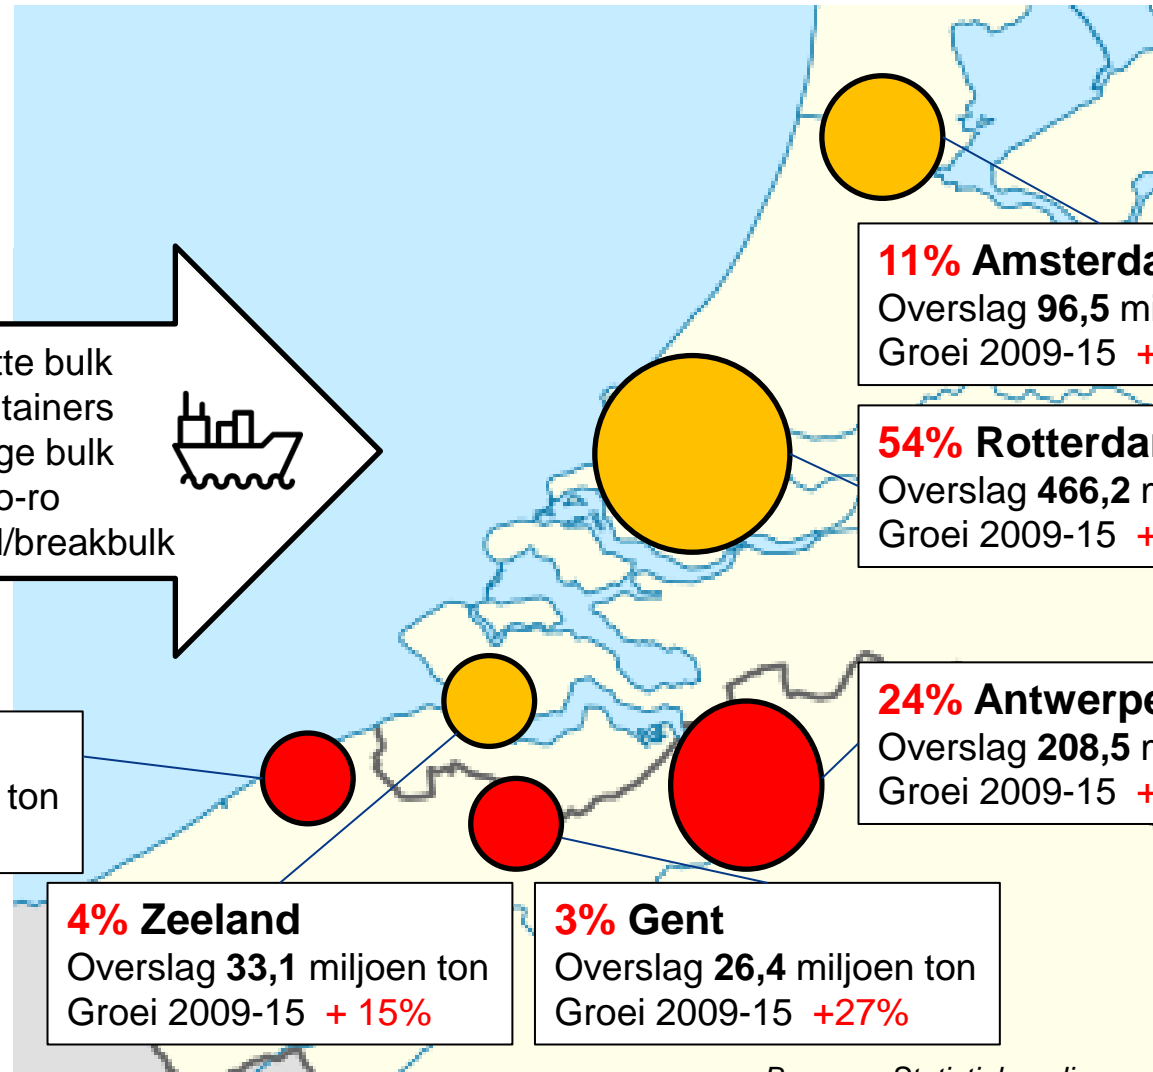 11% Amsterda
Overslag 96,5 mi
Groei 2009-15 +
tte bulk
tainers
ge bulk
o-ro
l/breakbulk
54% Rotterda
Overslag 466,2
Groei 2009-15 +
24% Antwerpe
Overslag 208,5
Groei 2009-15 +
ton
4% Zeeland
Overslag 33,1 miljoen ton
Groei 2009-15 + 15%
3% Gent
Overslag 26,4 miljoen ton
Groei 2009-15 +27%